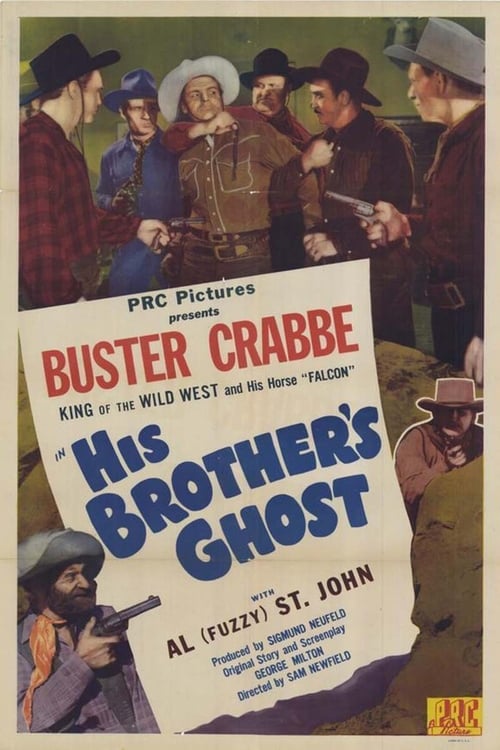 PRC Pictures
presents
BUSTER CRABBE
KING OF THE WILD WEST and His Horse "FALCON"
IN HIS
BROTHER'S
GHOST
WITH
AL (FUZZY) ST. JOHN
Produced by SIGMUND NEUFELD
Original Story and Screenplay
GEORGE MILTON
Directed by SAM NEWFIELD
PRC
A Picture